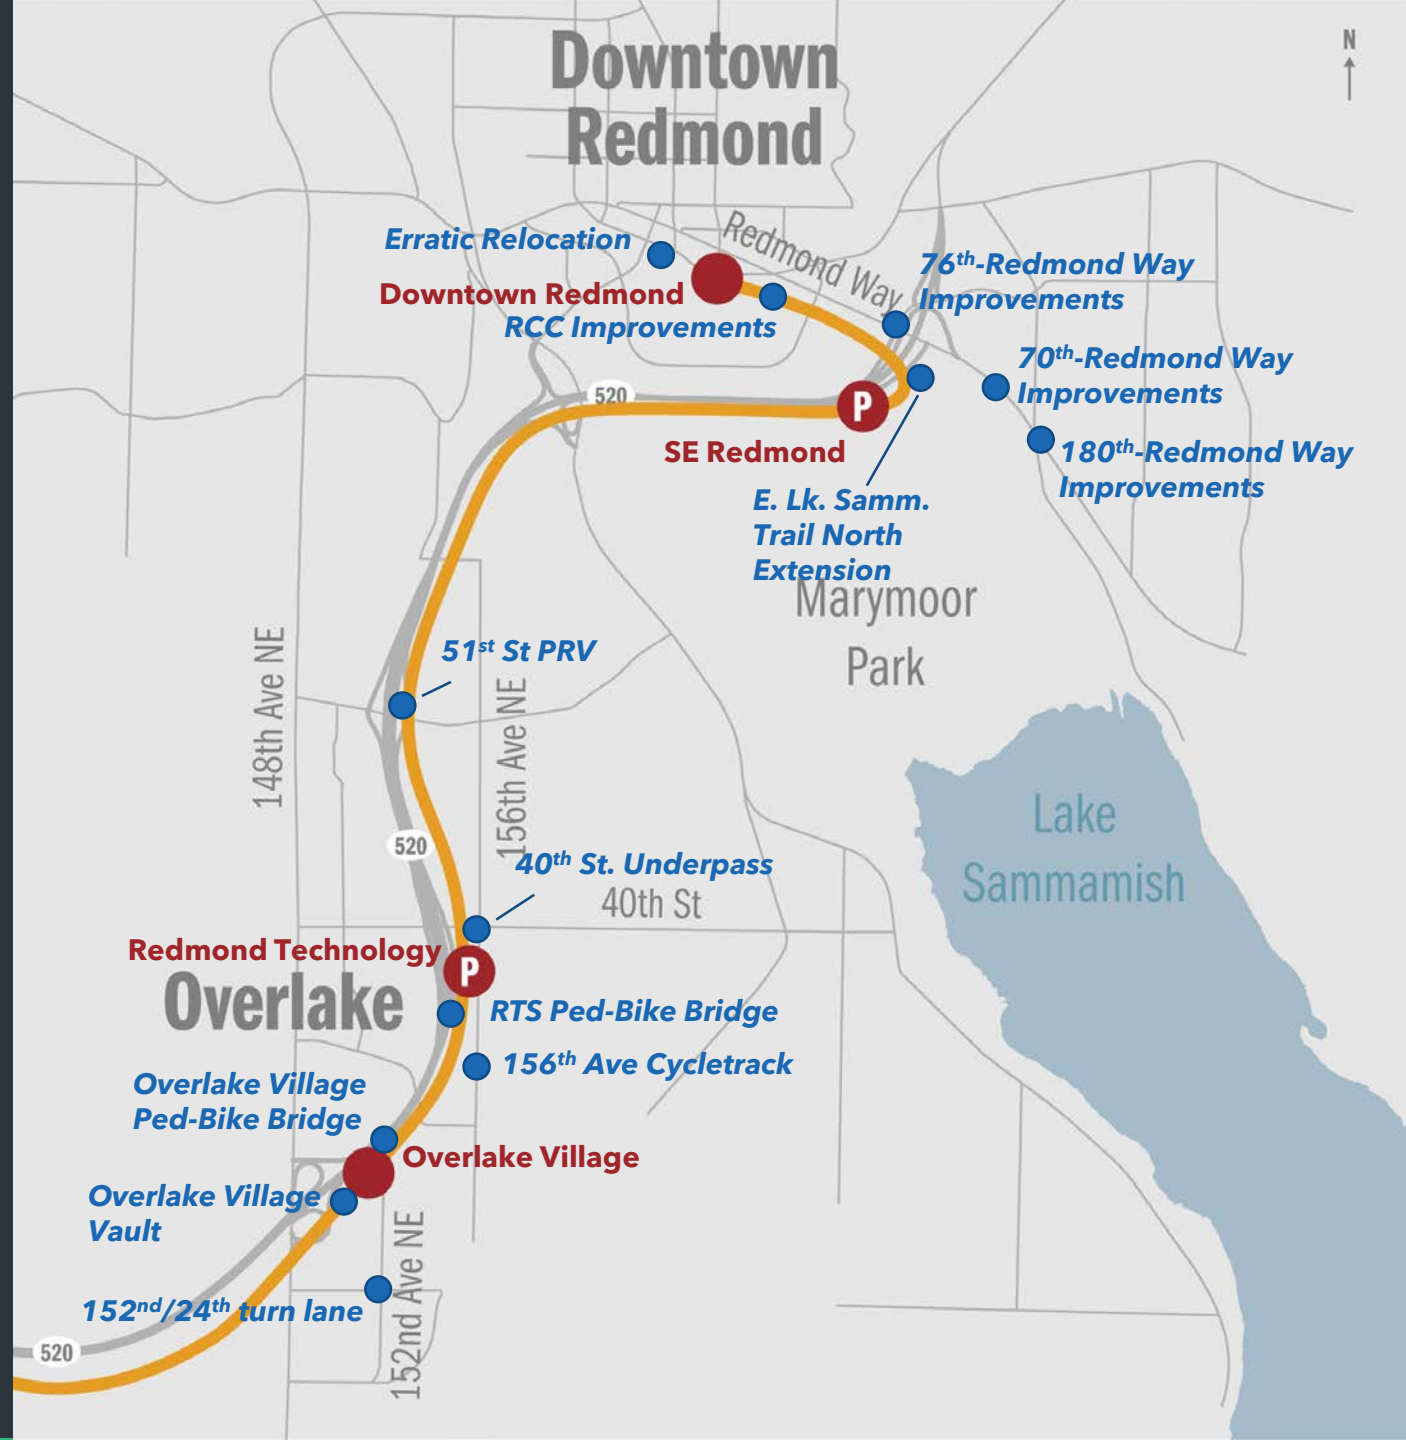 Downtown
Redmond
N
Redmond Way
Erratic Relocation
Downtown Redmond
RCC Improvements
76th-Redmond Way
Improvements
70th-Redmond Way
Improvements
520
P
SE Redmond
180th-Redmond Way
Improvements
E. Lk. Samm.
Trail North
Extension
Marymoor
Park
148th Ave NE
51st St PRV
156th Ave NE
Lake
Sammamish
520
40th St. Underpass
40th St
Redmond Technology
P
Overlake
RTS Ped-Bike Bridge
156th Ave Cycletrack
Overlake Village
Ped-Bike Bridge
Overlake Village
Overlake Village
Vault
152nd Ave NE
152nd/24th turn lane
520